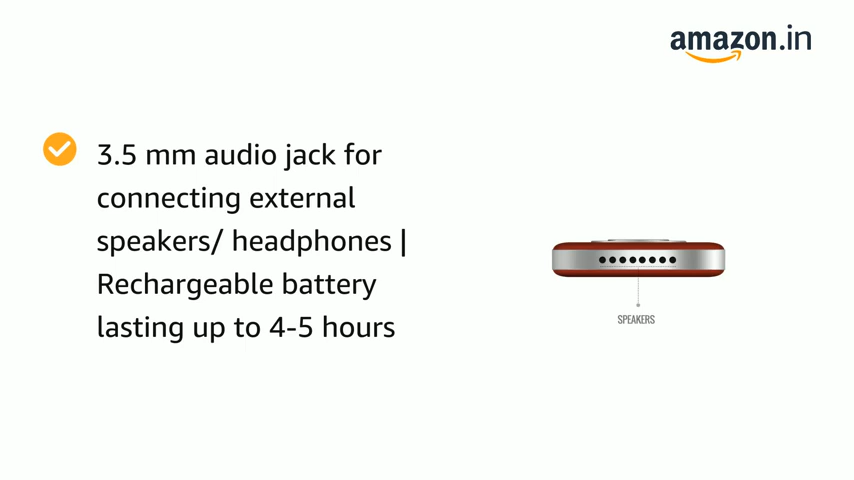 amazon.in
3.5 mm audio jack for
connecting external
speakers/ headphones |
Rechargeable battery
lasting up to 4-5 hours
SPEAKERS